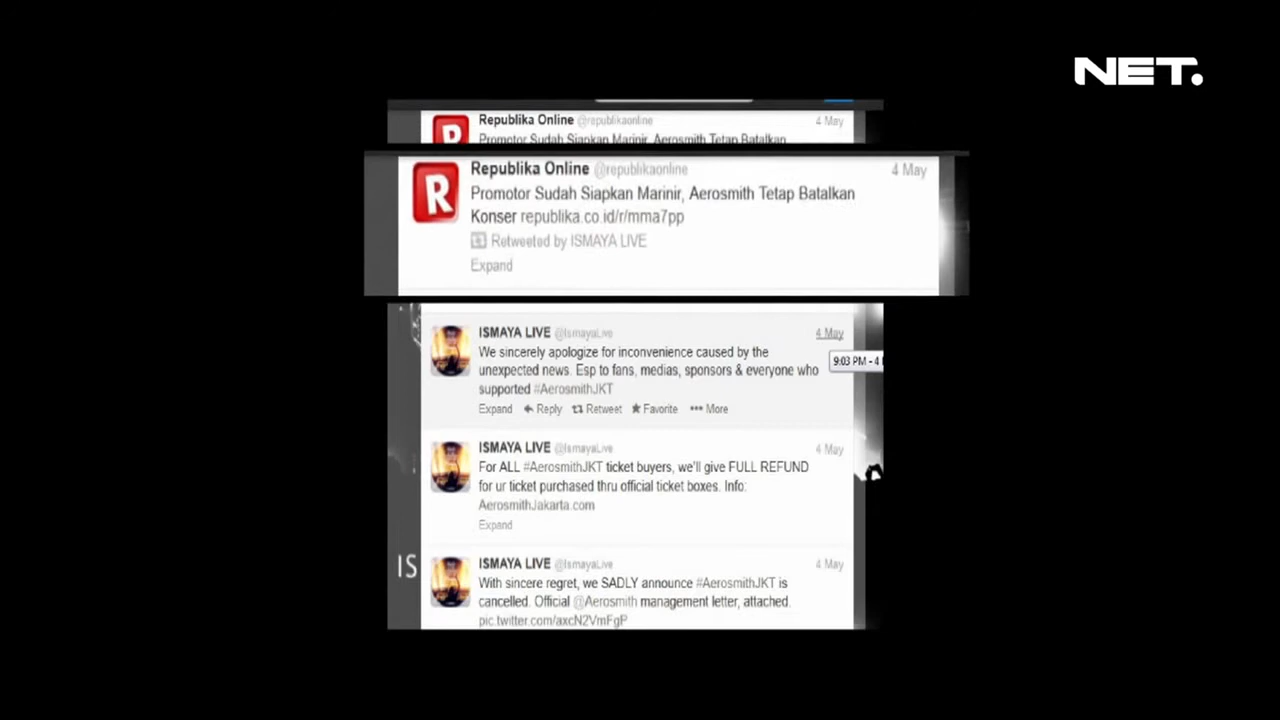 NET.
Republika Online @republikaonline 4 May
Promotor Sudah Siapkan Marinir, Aerosmith Tetap Batalkan
Republika Online @republikaonline 4 May
Promotor Sudah Siapkan Marinir, Aerosmith Tetap Batalkan
Konser republika.co.id/r/mma7pp
Retweeted by ISMAYA LIVE
Expand
ISMAYA LIVE @IsmayaLive 4 May
We sincerely apologize for inconvenience caused by the
9:03 PM - 4
unexpected news. Esp to fans, medias, sponsors & everyone who
supported #AerosmithJKT
Expand Reply Retweet Favorite More
ISMAYA LIVE @IsmayaLive 4 May
For ALL #AerosmithJKT ticket buyers, we'll give FULL REFUND
for ur ticket purchased thru official ticket boxes. Info:
AerosmithJakarta.com
Expand
IS
ISMAYA LIVE @IsmayaLive 4 May
With sincere regret, we SADLY announce #AerosmithJKT is
cancelled. Official @Aerosmith management letter, attached.
pic.twitter.com/axcN2VmFgP